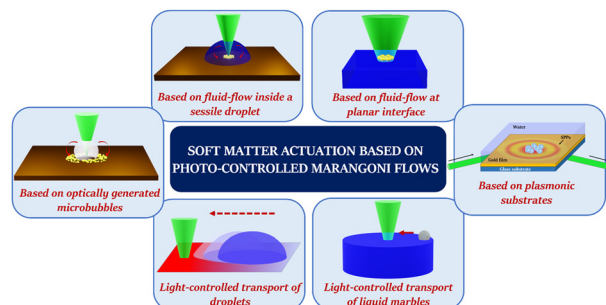 Based on fluid-flow inside a
sessile droplet
Based on fluid-flow at
planar interface
Based on optically generated
microbubbles
SOFT MATTER ACTUATION BASED ON
PHOTO-CONTROLLED MARANGONI FLOWS
Water
SPPs
Gold film
Glass substrate
Based on plasmonic
substrates
Light-controlled transport of
droplets
Light-controlled transport
of liquid marbles